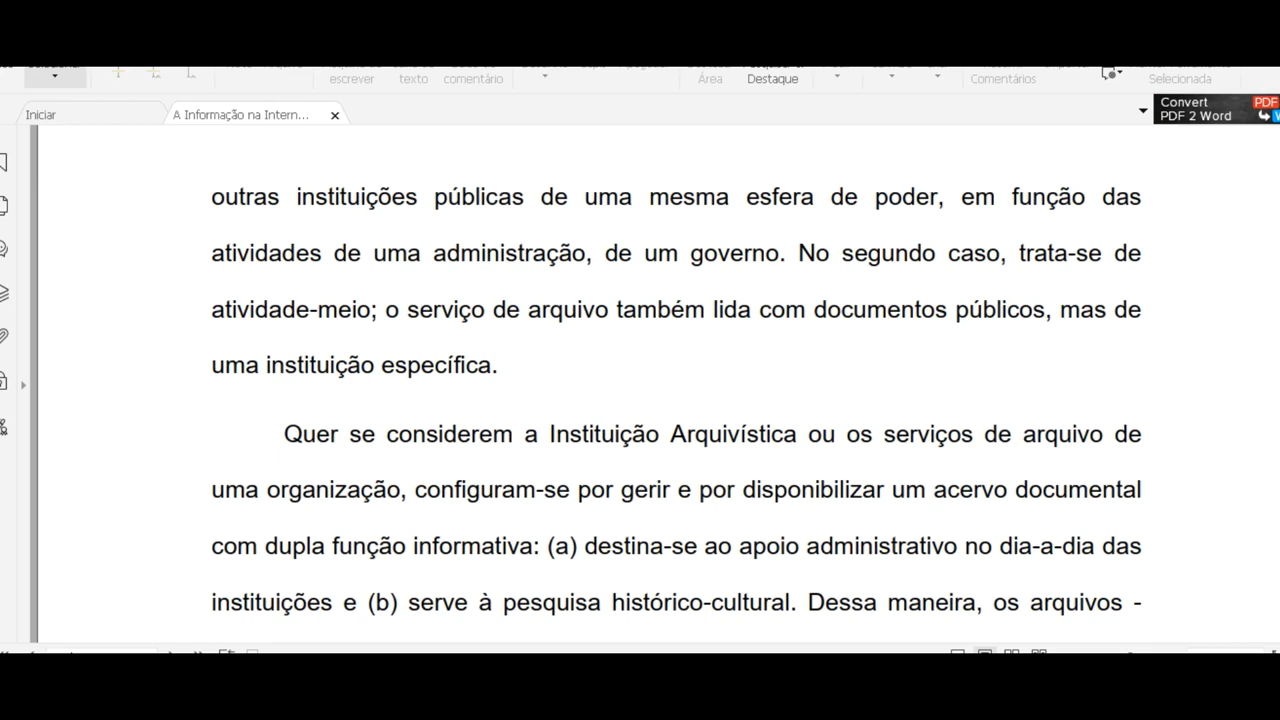 escrever texto comentário Área Destaque Comentários Selecionada
Iniciar A Informação na Intern... Convert PDF
PDF 2 Word
outras instituições públicas de uma mesma esfera de poder, em função das
atividades de uma administração, de um governo. No segundo caso, trata-se de
atividade-meio; o serviço de arquivo também lida com documentos públicos, mas de
uma instituição específica.
Quer se considerem a Instituição Arquivística ou os serviços de arquivo de
uma organização, configuram-se por gerir e por disponibilizar um acervo documental
com dupla função informativa: (a) destina-se ao apoio administrativo no dia-a-dia das
instituições e (b) serve à pesquisa histórico-cultural. Dessa maneira, os arquivos -